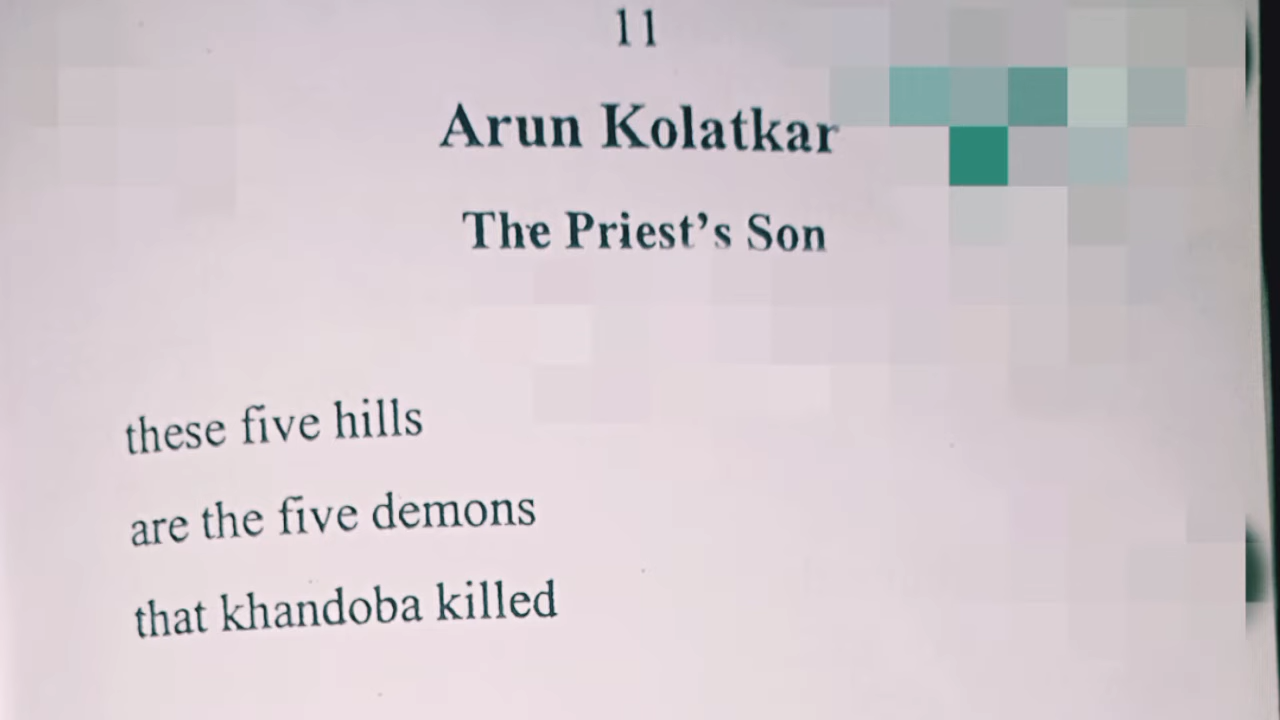 11
Arun Kolatkar
The Priest's Son
these five hills
are the five demons
that khandoba killed